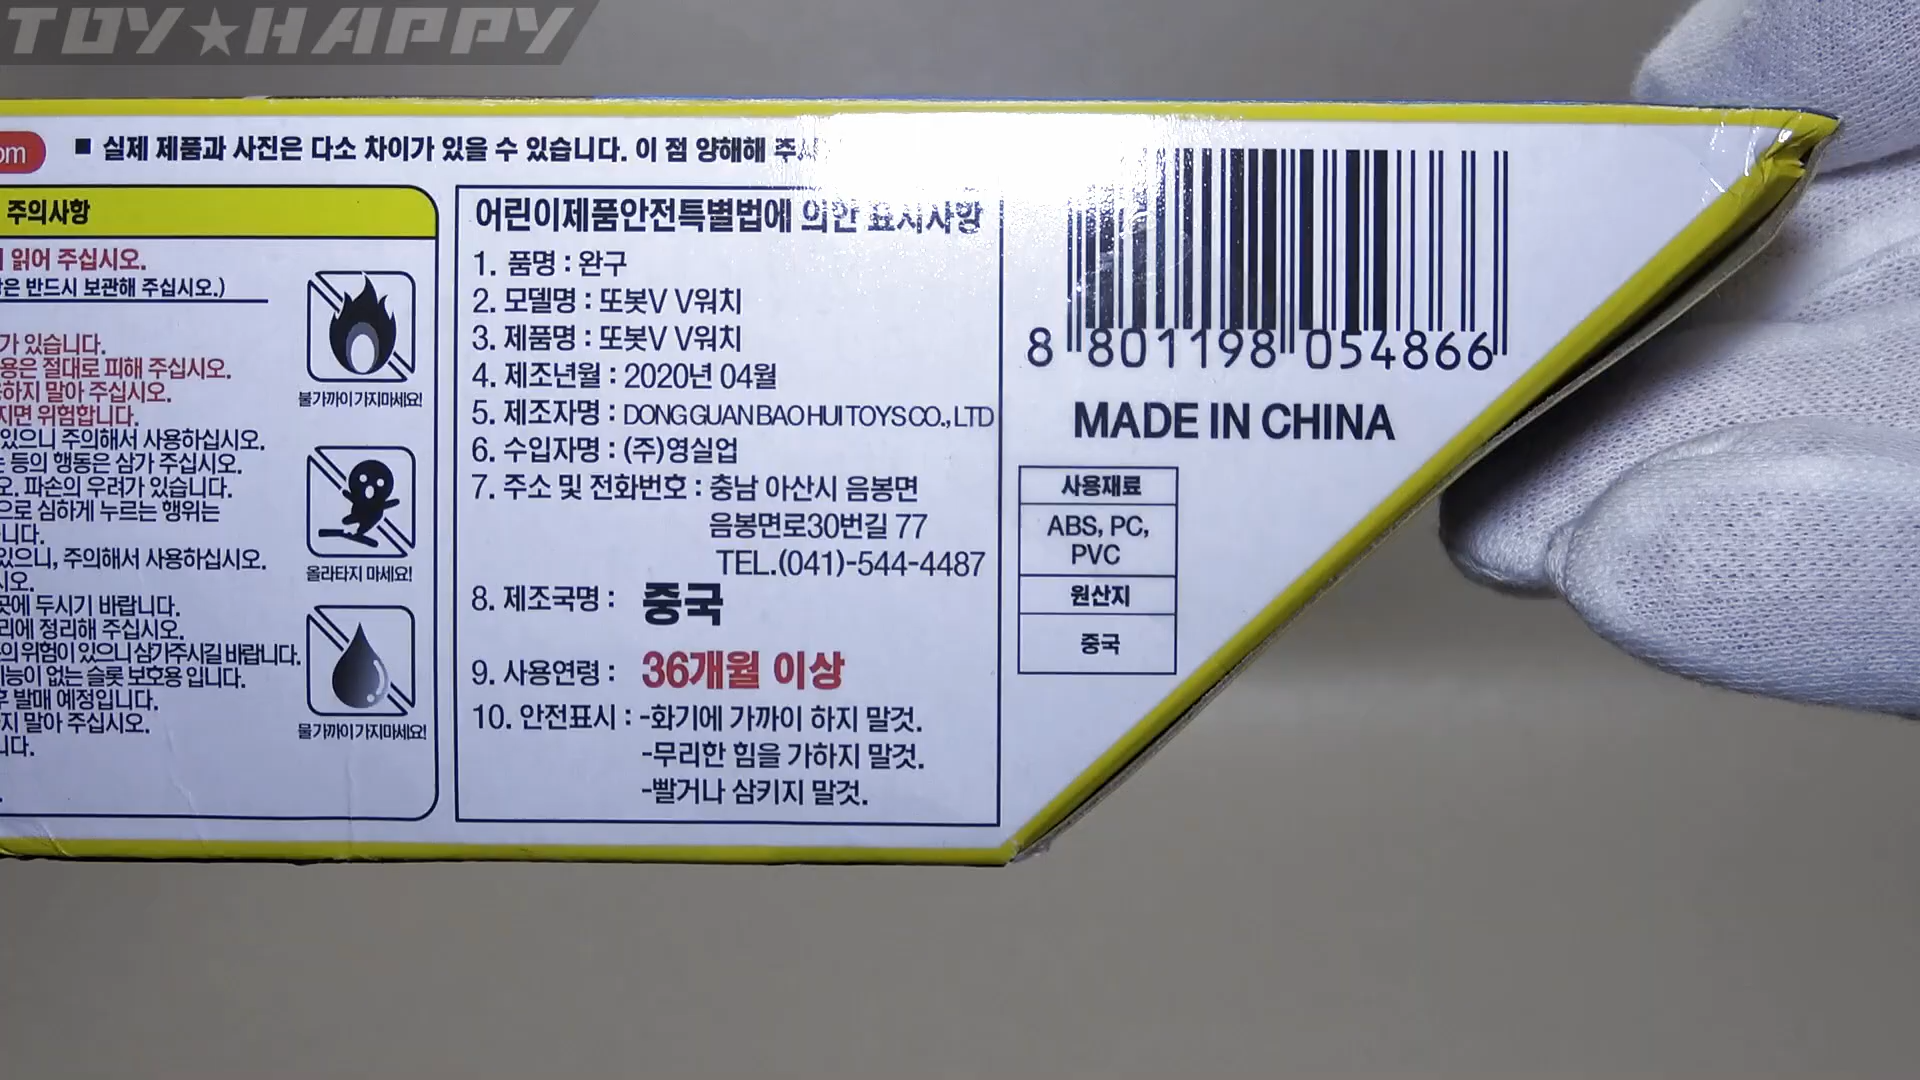 TOY★HAPPY
om
■ 실제 제품과 사진은 다소 차이가 있을 수 있습니다. 이 점 양해해
주의사항
읽어 주십시오.
은 반드시 보관해 주십시오.)
가 있습니다.
용은 절대로 피해 주십시오.
하지 말아 주십시오.
지면 위험합니다.
있으니 주의해서 사용하십시오.
등의 행동은 삼가 주십시오.
오. 파손의 우려가 있습니다.
으로 심하게 누르는 행위는
니다.
있으니, 주의해서 사용하십시오.
시오.
곳에 두시기 바랍니다.
리에 정리해 주십시오.
의 위험이 있으니 삼가주시길 바랍니다.
기능이 없는 슬롯 보호용 입니다.
후 발매 예정입니다.
지 말아 주십시오.
니다.
불가까이 가지마세요!
올라타지 마세요!
물가까이 가지마세요!
어린이제품안전특별법에 의한 표시사항
1. 품명 : 완구
2. 모델명 : 또봇V V워치
3. 제품명 : 또봇V V워치
4. 제조년월 : 2020년 04월
5. 제조자명 : DONG GUAN BAO HUI TOYS CO., LTD
6. 수입자명 : (주)영실업
7. 주소 및 전화번호 : 충남 아산시 음봉면
음봉면로30번길 77
TEL.(041)-544-4487
8. 제조국명 : 중국
9. 사용연령 : 36개월 이상
10. 안전표시 : -화기에 가까이 하지 말것.
-무리한 힘을 가하지 말것.
-빨거나 삼키지 말것.
8 801198 054866
MADE IN CHINA
사용재료
ABS, PC,
PVC
원산지
중국